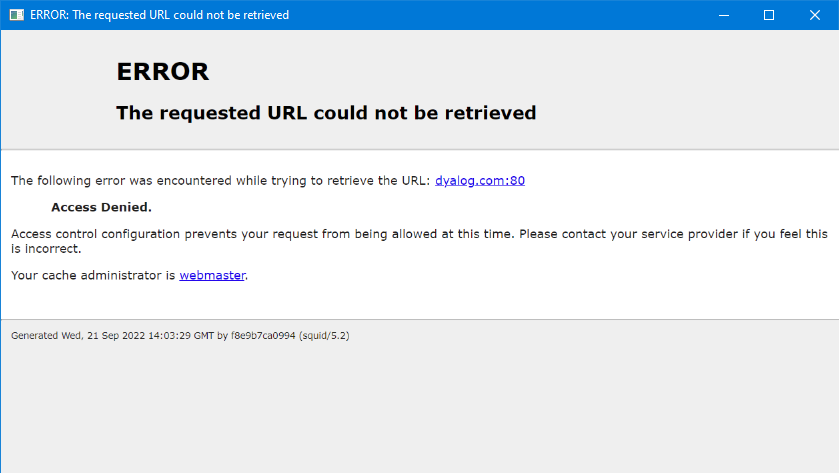 ERROR: The requested URL could not be retrieved
ERROR
The requested URL could not be retrieved
The following error was encountered while trying to retrieve the URL: dyalog.com:80
Access Denied.
Access control configuration prevents your request from being allowed at this time. Please contact your service provider if you feel this
is incorrect.
Your cache administrator is webmaster.
Generated Wed, 21 Sep 2022 14:03:29 GMT by f8e9b7ca0994 (squid/5.2)